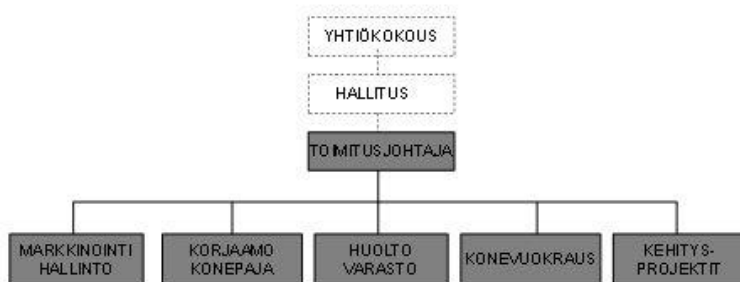 YHTIÖKOKOUS
HALLITUS
TOIMITUSJOHTAJA
MARKKINOINTI
HALLINTO
KORJAAMO
KONEPAJA
HUOLTO
VARASTO
KONEVUOKRAUS
KEHITYS-
PROJEKTIT